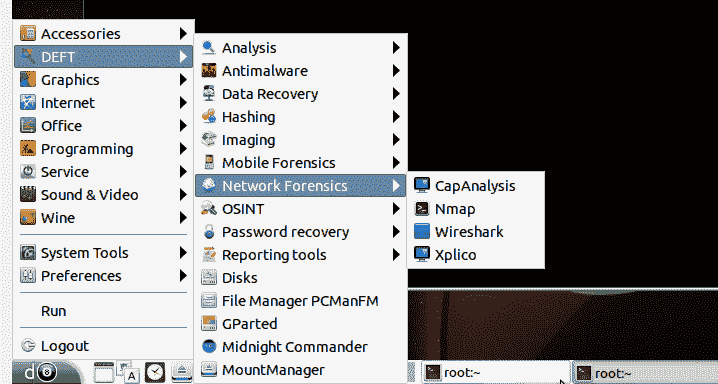 Accessories
DEFT
Graphics
Internet
Office
Programming
Service
Sound & Video
Wine
System Tools
Preferences
Run
Logout
Analysis
Antimalware
Data Recovery
Hashing
Imaging
Mobile Forensics
Network Forensics
OSINT
Password recovery
Reporting tools
Disks
File Manager PCManFM
GParted
Midnight Commander
MountManager
CapAnalysis
Nmap
Wireshark
Xplico
d8
A
root:~
root:~